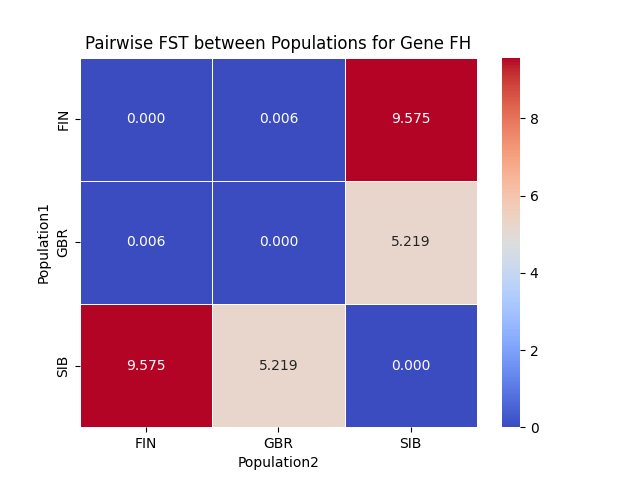 Pairwise FST between Populations for Gene FH
FIN 0.000 0.006 9.575
GBR 0.006 0.000 5.219
SIB 9.575 5.219 0.000
FIN GBR SIB
Population1
Population2
8
6
4
2
0